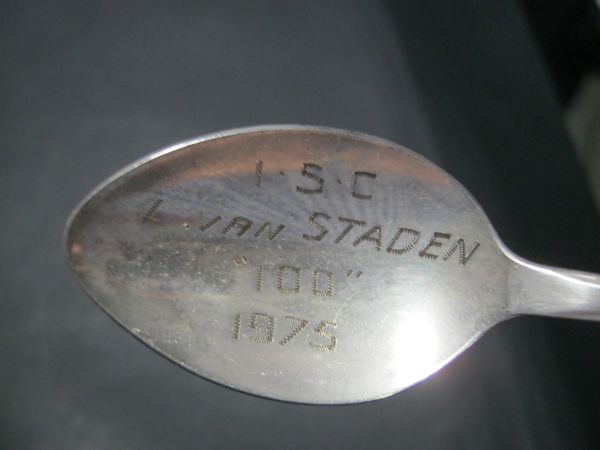 I·S·C
L. VAN STADEN
"100"
1975